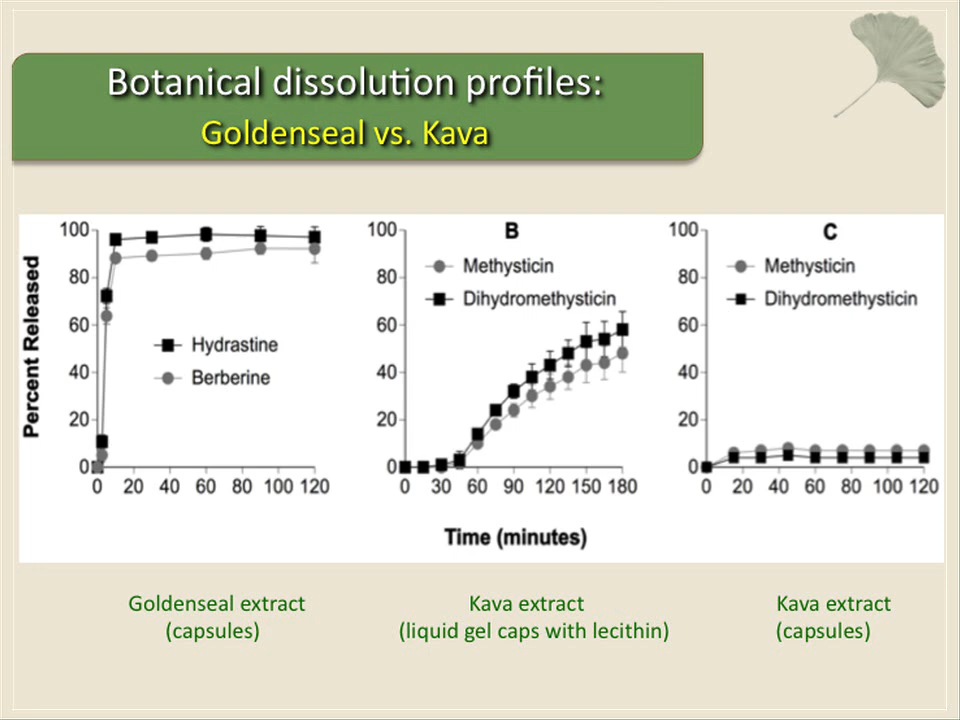 Botanical dissolution profiles:
Goldenseal vs. Kava
Percent Released
100
80
60
40
20
0
Hydrastine
Berberine
0 20 40 60 80 100 120
B
100
80
60
40
20
0
Methysticin
Dihydromethysticin
0 30 60 90 120 150 180
C
100
80
60
40
20
0
Methysticin
Dihydromethysticin
0 20 40 60 80 100 120
Time (minutes)
Goldenseal extract
(capsules)
Kava extract
(liquid gel caps with lecithin)
Kava extract
(capsules)